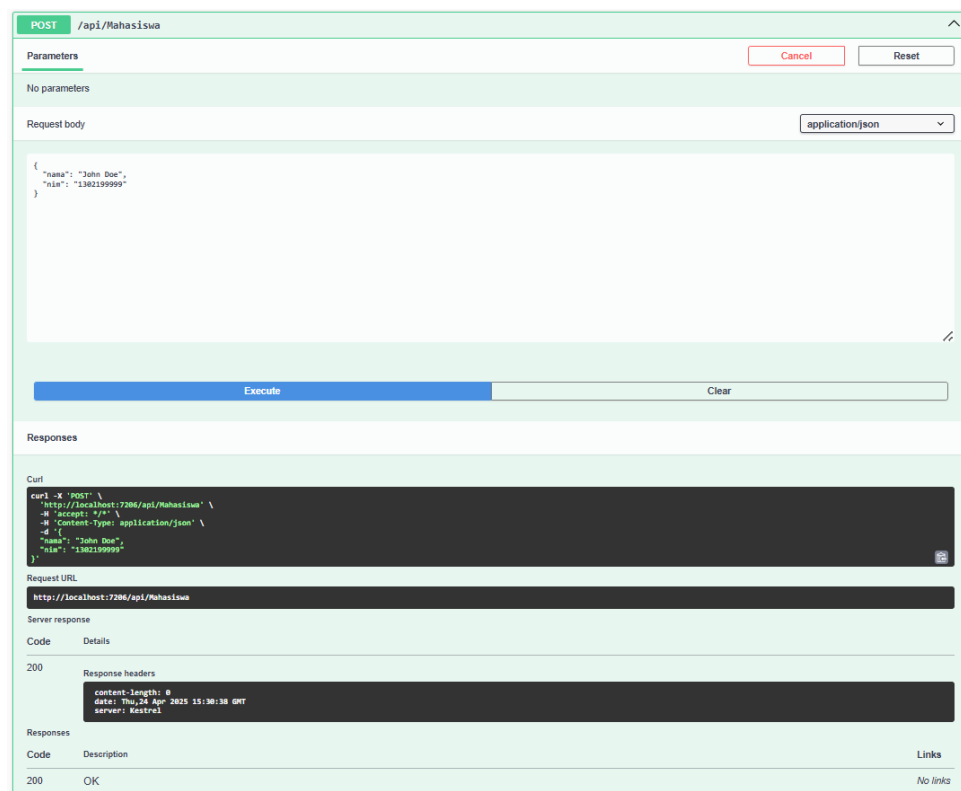 POST /api/Mahasiswa
Parameters
Cancel
Reset
No parameters
Request body
application/json
{
"nama": "John Doe",
"nim": "1302199999"
}
Execute
Clear
Responses
Curl
curl -X 'POST' \
'http://localhost:7206/api/Mahasiswa' \
-H 'accept: */*' \
-H 'Content-Type: application/json' \
-d '{
"nama": "John Doe",
"nim": "1302199999"
}'
Request URL
http://localhost:7206/api/Mahasiswa
Server response
Code Details
200
Response headers
content-length: 0
date: Thu,24 Apr 2025 15:30:38 GMT
server: Kestrel
Responses
Code Description Links
200 OK No links